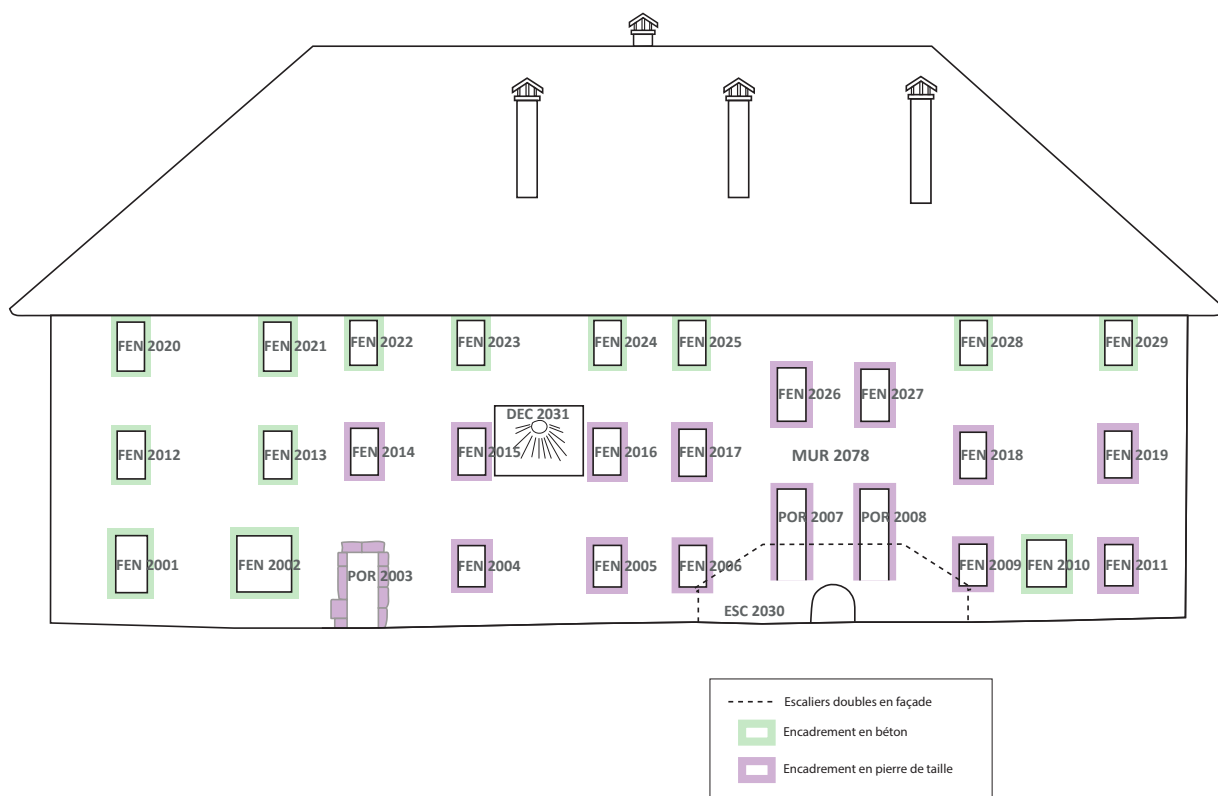 FEN 2020
FEN 2021
FEN 2022
FEN 2023
FEN 2024
FEN 2025
FEN 2028
FEN 2029
FEN 2026
FEN 2027
DEC 2031
FEN 2012
FEN 2013
FEN 2014
FEN 2015
FEN 2016
FEN 2017
MUR 2078
FEN 2018
FEN 2019
POR 2007
POR 2008
FEN 2001
FEN 2002
POR 2003
FEN 2004
FEN 2005
FEN 2006
FEN 2009
FEN 2010
FEN 2011
ESC 2030
Escaliers doubles en façade
Encadrement en béton
Encadrement en pierre de taille